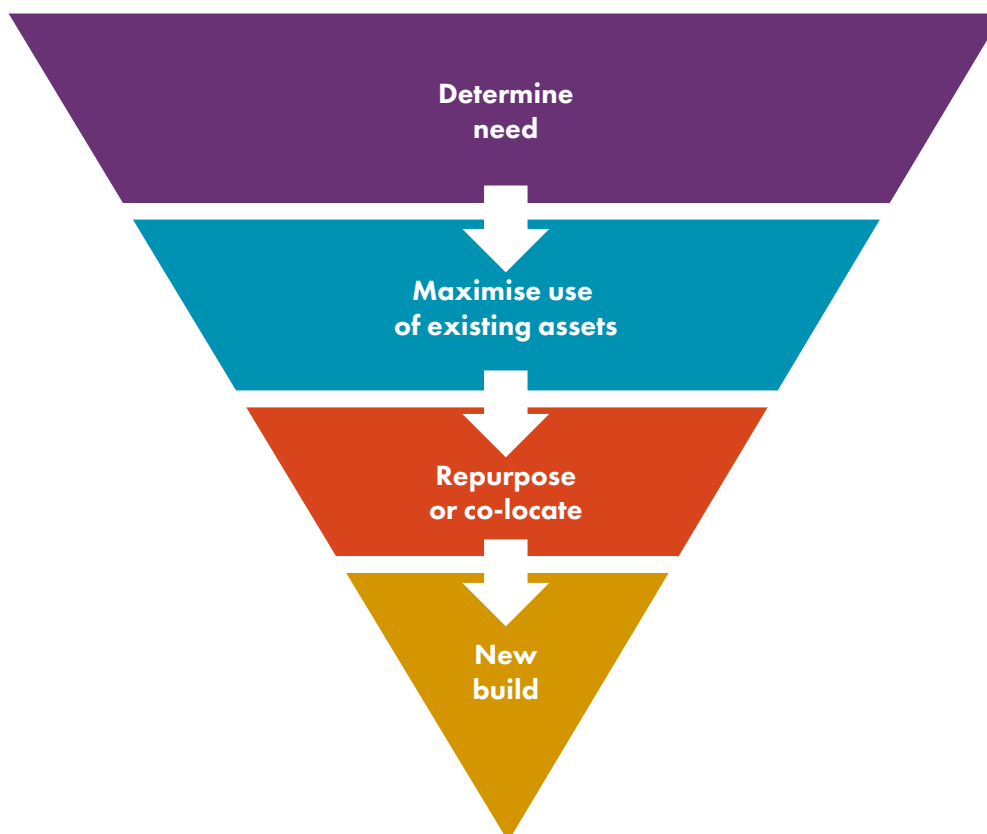 Determine
need
Maximise use
of existing assets
Repurpose
or co-locate
New
build